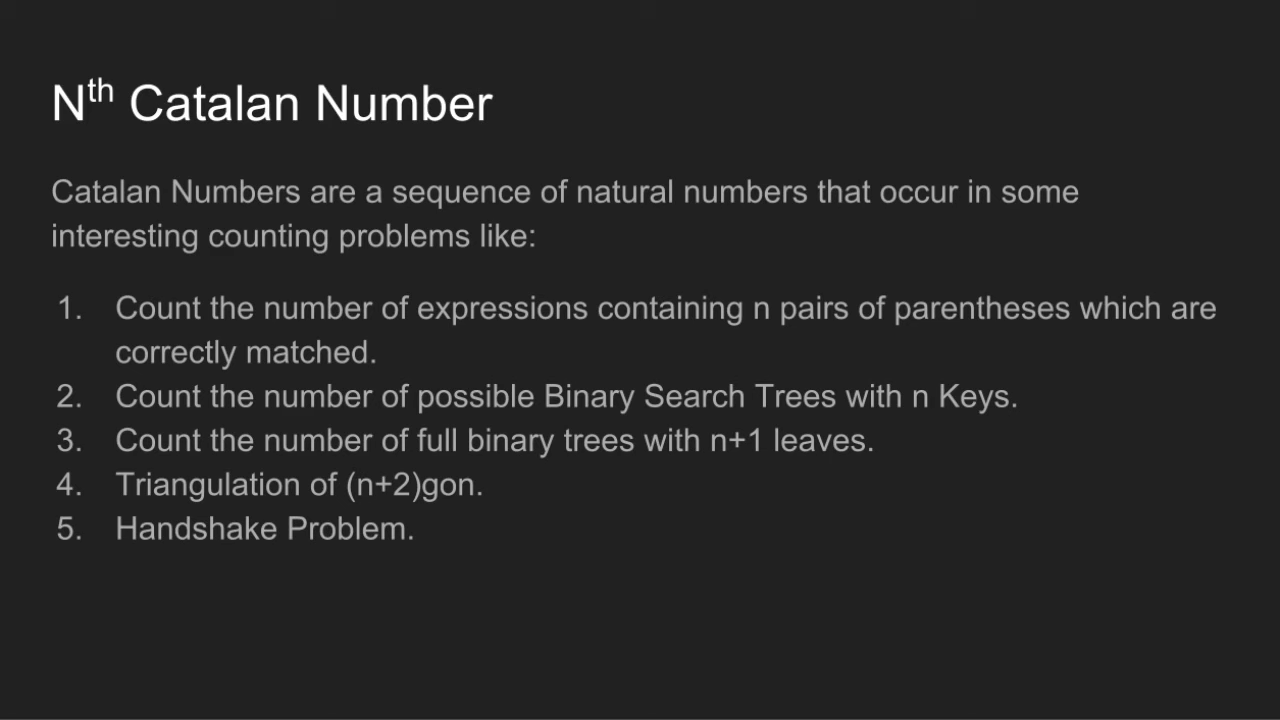 Nth Catalan Number
Catalan Numbers are a sequence of natural numbers that occur in some
interesting counting problems like:
1. Count the number of expressions containing n pairs of parentheses which are
correctly matched.
2. Count the number of possible Binary Search Trees with n Keys.
3. Count the number of full binary trees with n+1 leaves.
4. Triangulation of (n+2)gon.
5. Handshake Problem.